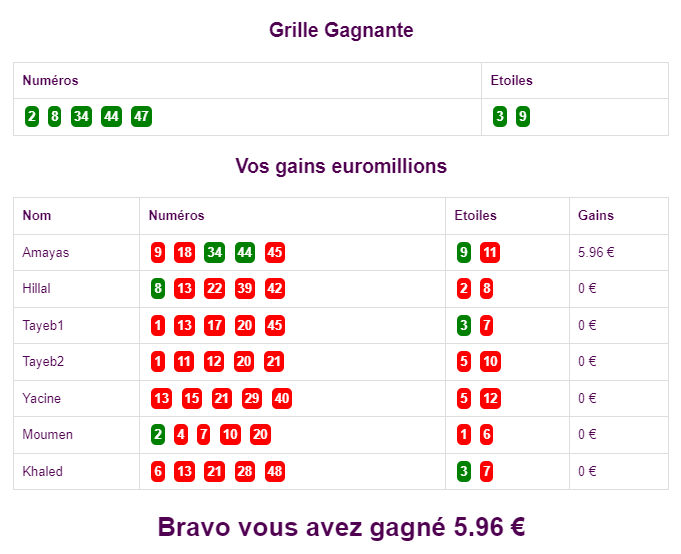 Grille Gagnante
Numéros Etoiles
2 8 34 44 47 3 9
Vos gains euromillions
Nom Numéros Etoiles Gains
Amayas 9 18 34 44 45 9 11 5.96 €
Hillal 8 13 22 39 42 2 8 0 €
Tayeb1 1 13 17 20 45 3 7 0 €
Tayeb2 1 11 12 20 21 5 10 0 €
Yacine 13 15 21 29 40 5 12 0 €
Moumen 2 4 7 10 20 1 6 0 €
Khaled 6 13 21 28 48 3 7 0 €
Bravo vous avez gagné 5.96 €